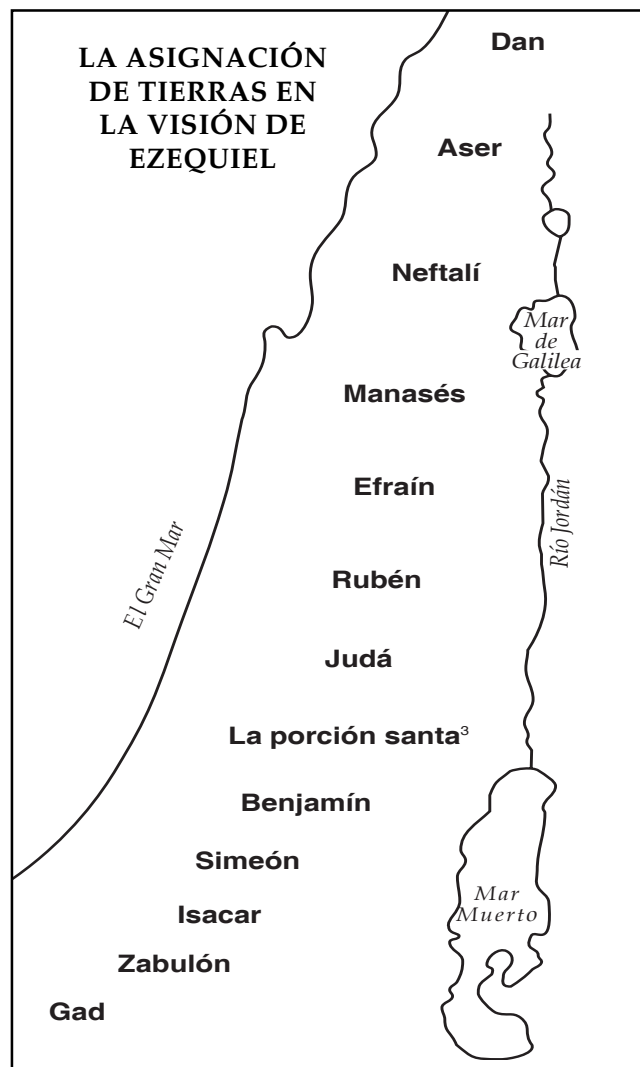 LA ASIGNACIÓN
DE TIERRAS EN
LA VISIÓN DE
EZEQUIEL
Dan
Aser
Neftalí
Mar
de
Galilea
Manasés
Efraín
Río Jordán
El Gran Mar
Rubén
Judá
La porción santa³
Benjamín
Simeón
Mar
Muerto
Isacar
Zabulón
Gad